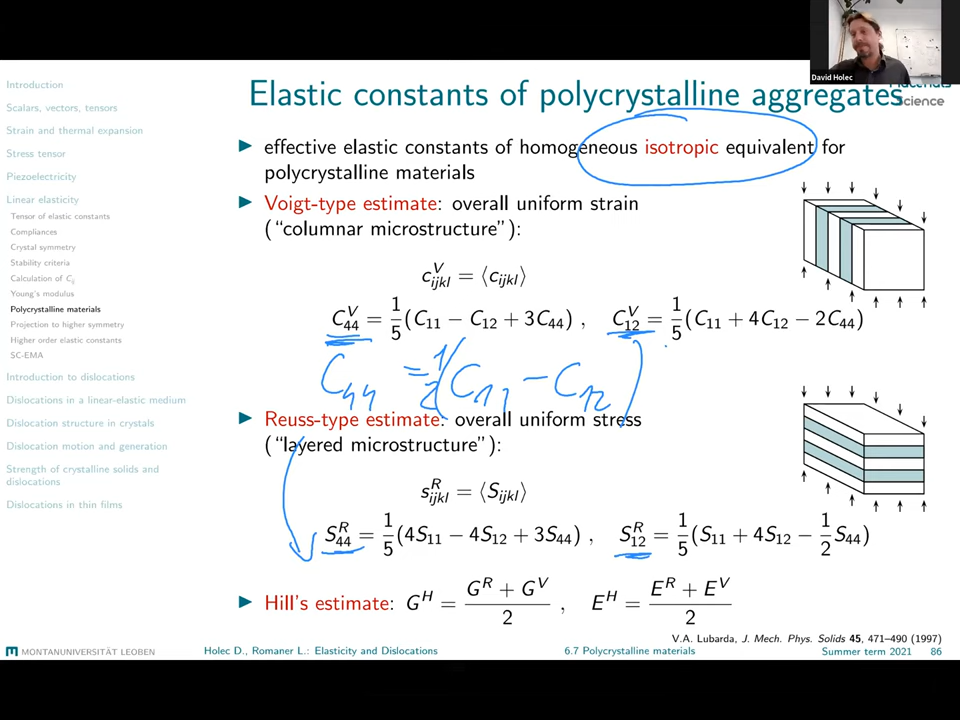 David Holec
Materials
Science
Elastic constants of polycrystalline aggregates
Introduction
Scalars, vectors, tensors
Strain and thermal expansion
Stress tensor
Piezoelectricity
Linear elasticity
Tensor of elastic constants
Compliances
Crystal symmetry
Stability criteria
Calculation of C_ij
Young's modulus
Polycrystalline materials
Projection to higher symmetry
Higher order elastic constants
SC-EMA
Introduction to dislocations
Dislocations in a linear-elastic medium
Dislocation structure in crystals
Dislocation motion and generation
Strength of crystalline solids and
dislocations
Dislocations in thin films
▶ effective elastic constants of homogeneous isotropic equivalent for
polycrystalline materials
▶ Voigt-type estimate: overall uniform strain
("columnar microstructure"):
c^V_ijkl = ⟨c_ijkl⟩
C^V_44 = 1/5(C_11 − C_12 + 3C_44) , C^V_12 = 1/5(C_11 + 4C_12 − 2C_44)
C_44 = 1/2(C_11 − C_12)
▶ Reuss-type estimate: overall uniform stress
("layered microstructure"):
s^R_ijkl = ⟨S_ijkl⟩
S^R_44 = 1/5(4S_11 − 4S_12 + 3S_44) , S^R_12 = 1/5(S_11 + 4S_12 − 1/2 S_44)
▶ Hill's estimate: G^H = (G^R + G^V)/2 , E^H = (E^R + E^V)/2
V.A. Lubarda, J. Mech. Phys. Solids 45, 471–490 (1997)
MONTANUNIVERSITÄT LEOBEN
Holec D., Romaner L.: Elasticity and Dislocations
6.7 Polycrystalline materials
Summer term 2021 86